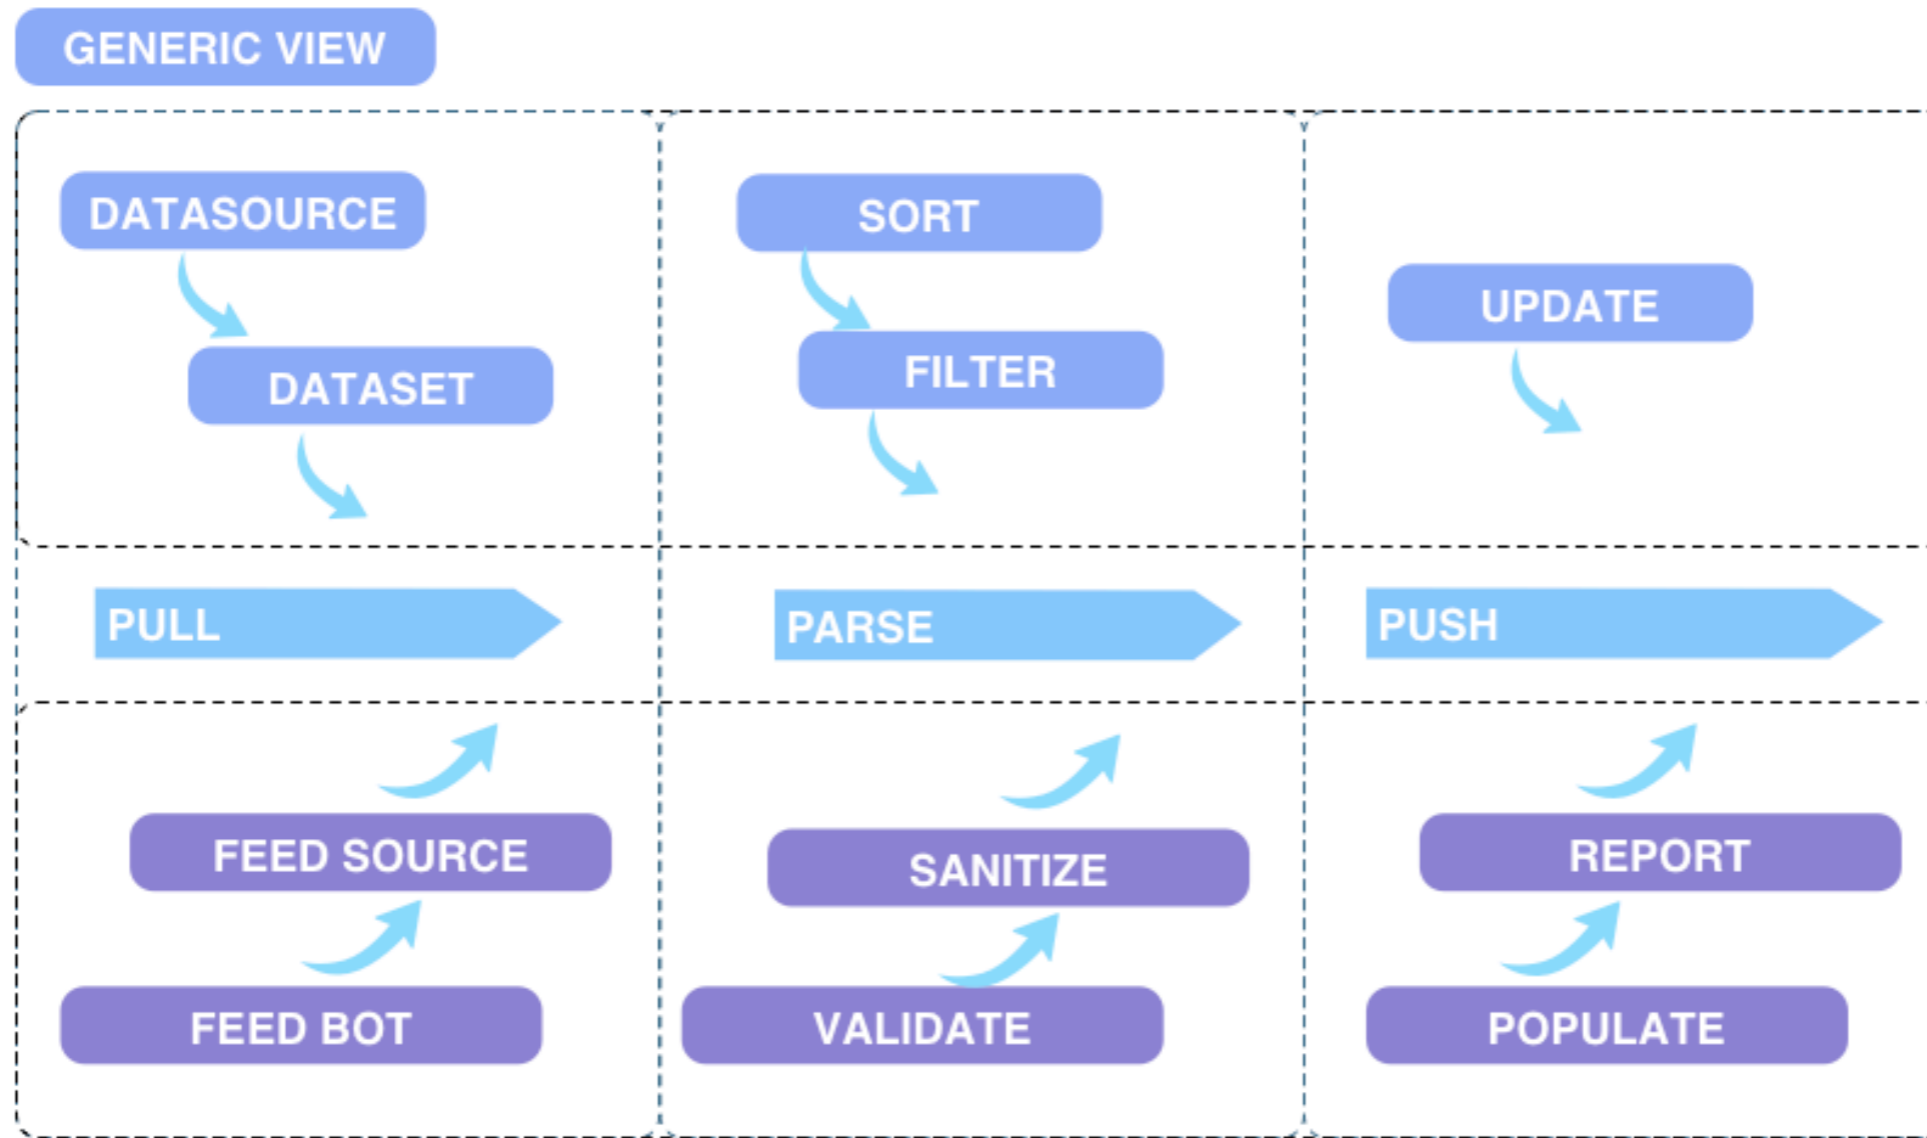 GENERIC VIEW
DATASOURCE
DATASET
SORT
FILTER
UPDATE
PULL
PARSE
PUSH
FEED SOURCE
FEED BOT
SANITIZE
VALIDATE
REPORT
POPULATE